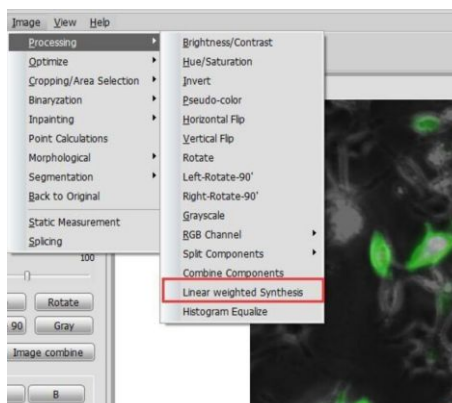 Image View Help
Processing
Optimize
Cropping/Area Selection
Binaryzation
Inpainting
Point Calculations
Morphological
Segmentation
Back to Original
Static Measurement
Splicing
Brightness/Contrast
Hue/Saturation
Invert
Pseudo-color
Horizontal Flip
Vertical Flip
Rotate
Left-Rotate-90'
Right-Rotate-90'
Grayscale
RGB Channel
Split Components
Combine Components
Linear weighted Synthesis
Histogram Equalize
100
Rotate
90 Gray
Image combine
B